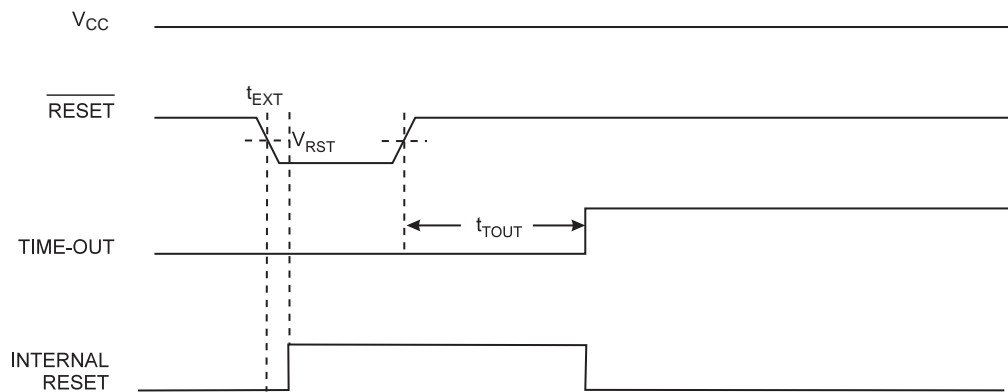 VCC
RESET
tEXT
VRST
tTOUT
TIME-OUT
INTERNAL
RESET